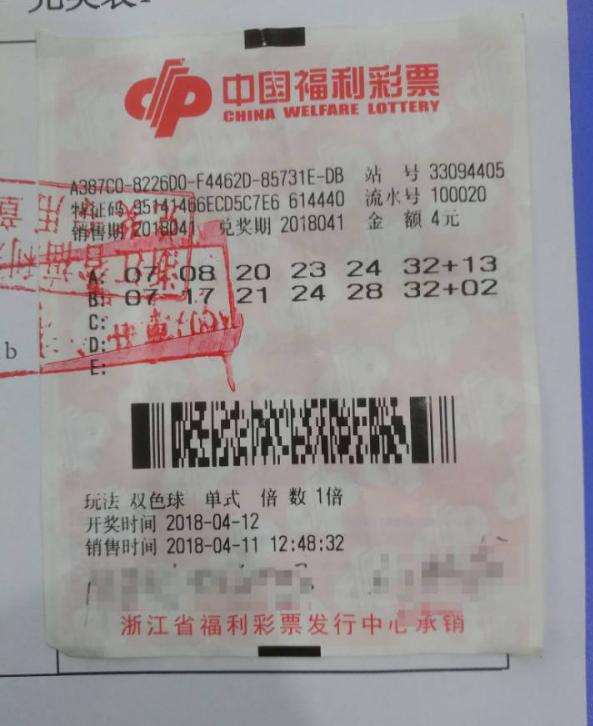 中国福利彩票
CHINA WELFARE LOTTERY
A387C0-8226D0-F4462D-85731E-DB 站 号 33094405
特征码 95141466ECD5C7E6 614440 流水号 100020
销售期 2018041 兑奖期 2018041 金 额 4元
A: 07 08 20 23 24 32+13
B: 07 17 21 24 28 32+02
C:
D:
E:
玩法 双色球 单式 倍 数 1倍
开奖时间 2018-04-12
销售时间 2018-04-11 12:48:32
浙江省福利彩票发行中心承销